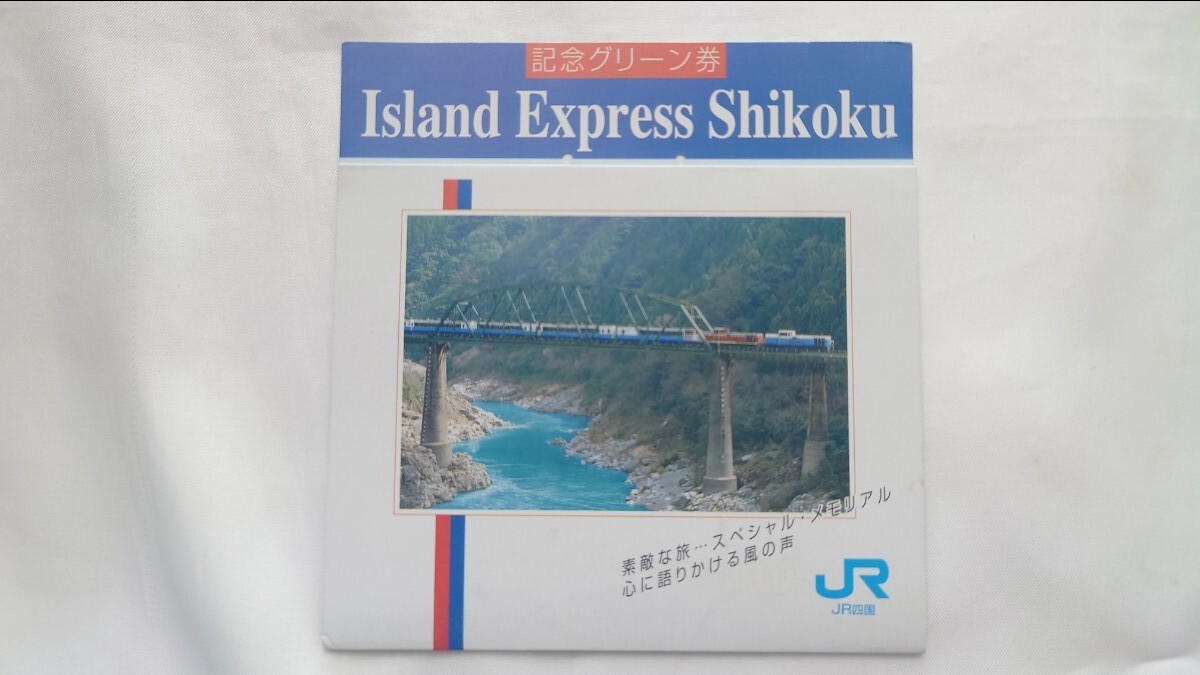 記念グリーン券
Island Express Shikoku
素敵な旅…スペシャル・メモリアル
心に語りかける風の声
JR
JR四国